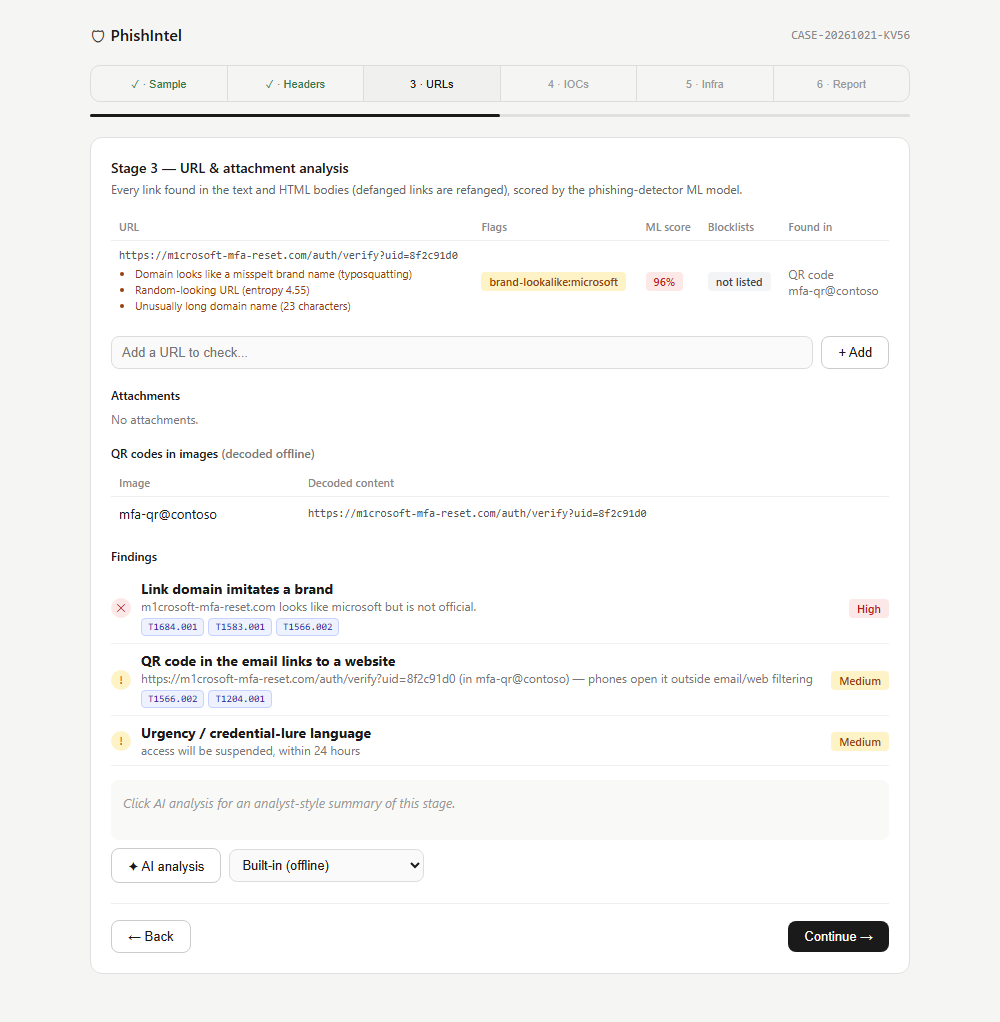 PhishIntel
CASE-20261021-KV56
✓ · Sample
✓ · Headers
3 · URLs
4 · IOCs
5 · Infra
6 · Report
Stage 3 — URL & attachment analysis
Every link found in the text and HTML bodies (defanged links are refanged), scored by the phishing-detector ML model.
URL Flags ML score Blocklists Found in
https://m1crosoft-mfa-reset.com/auth/verify?uid=8f2c91d0
• Domain looks like a misspelt brand name (typosquatting)
• Random-looking URL (entropy 4.55)
• Unusually long domain name (23 characters)
brand-lookalike:microsoft
96%
not listed
QR code
mfa-qr@contoso
Add a URL to check...
+ Add
Attachments
No attachments.
QR codes in images (decoded offline)
Image Decoded content
mfa-qr@contoso https://m1crosoft-mfa-reset.com/auth/verify?uid=8f2c91d0
Findings
Link domain imitates a brand
m1crosoft-mfa-reset.com looks like microsoft but is not official.
T1684.001 T1583.001 T1566.002
High
QR code in the email links to a website
https://m1crosoft-mfa-reset.com/auth/verify?uid=8f2c91d0 (in mfa-qr@contoso) — phones open it outside email/web filtering
T1566.002 T1204.001
Medium
Urgency / credential-lure language
access will be suspended, within 24 hours
Medium
Click AI analysis for an analyst-style summary of this stage.
✦ AI analysis
Built-in (offline)
← Back
Continue →